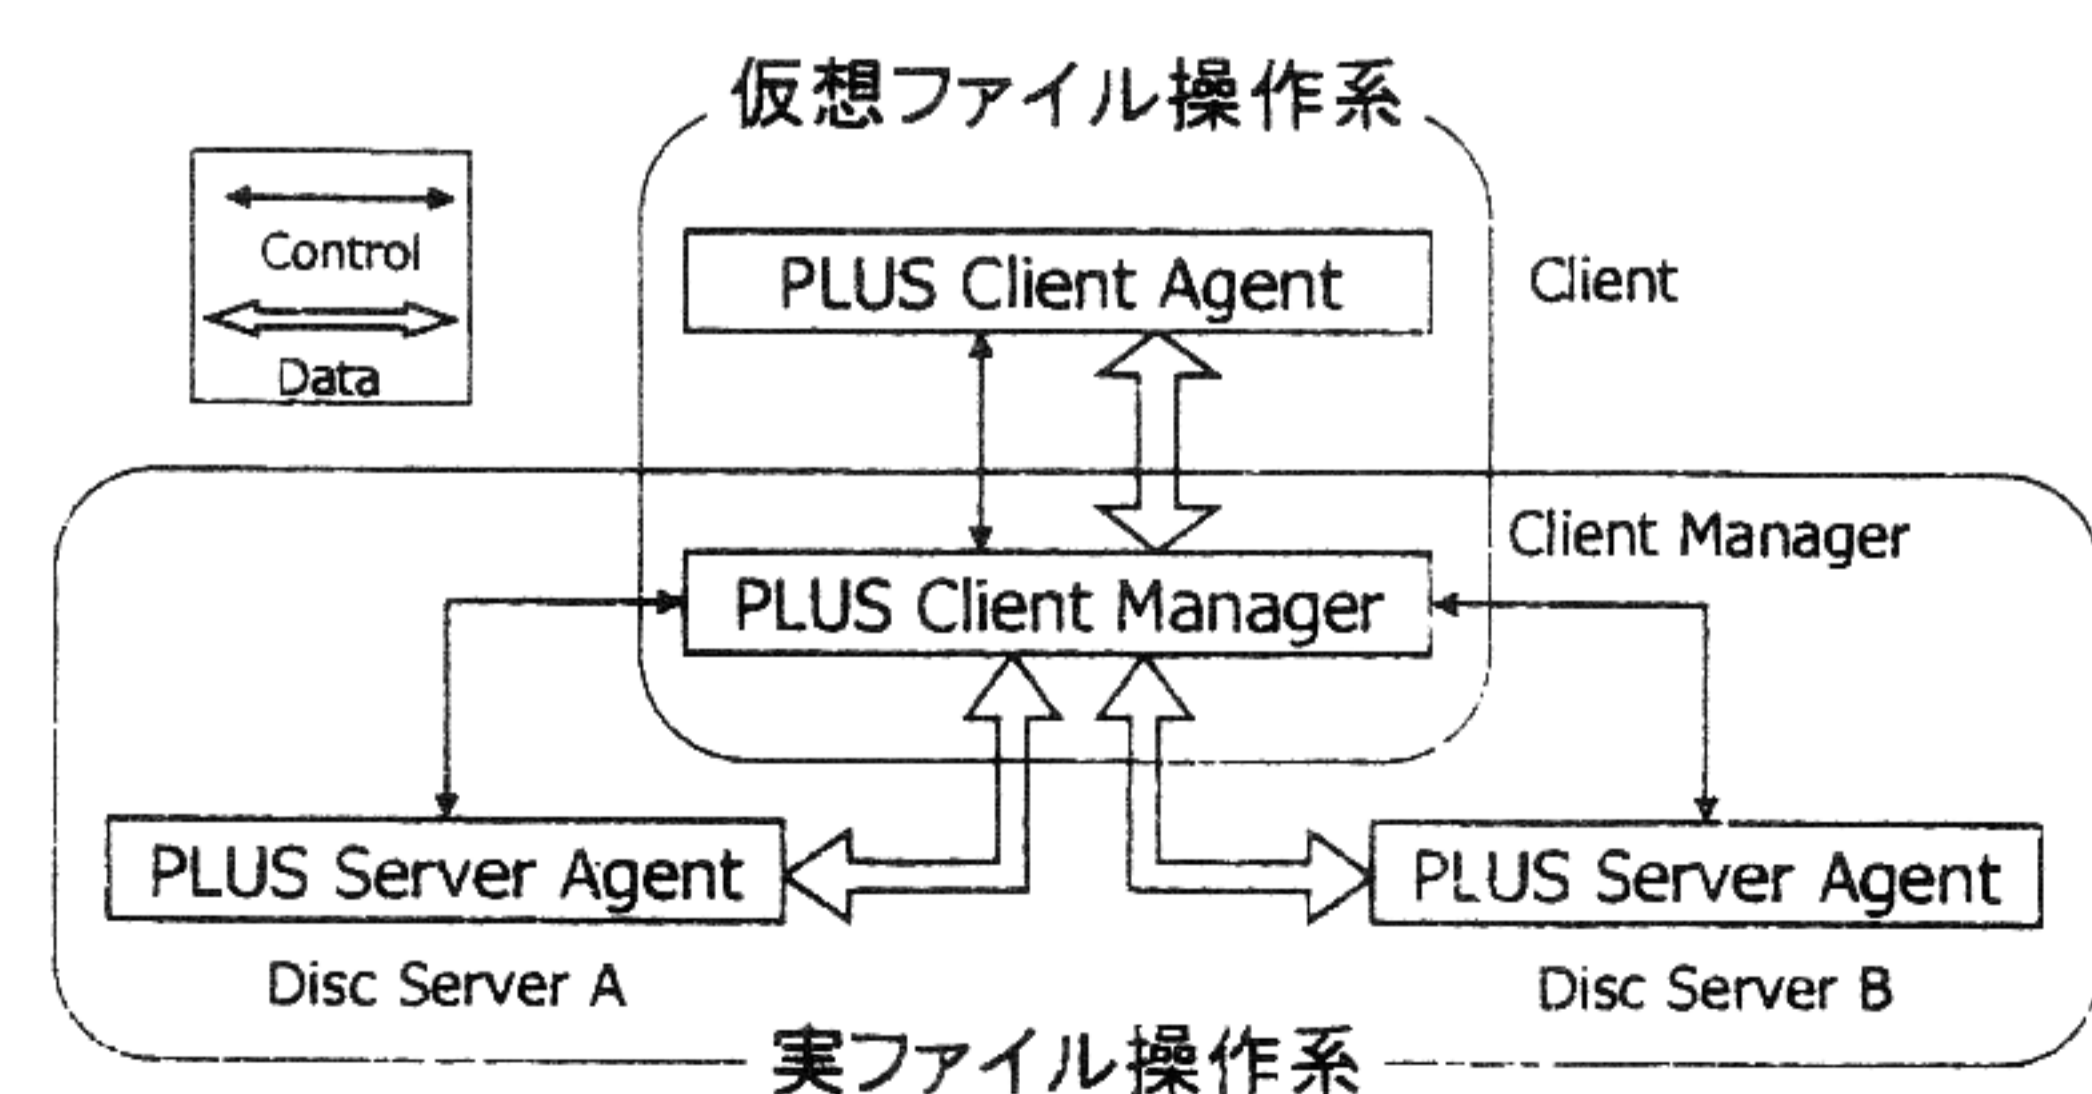 仮想ファイル操作系
Control
Data
PLUS Client Agent
Client
Client Manager
PLUS Client Manager
PLUS Server Agent
PLUS Server Agent
Disc Server A
Disc Server B
実ファイル操作系